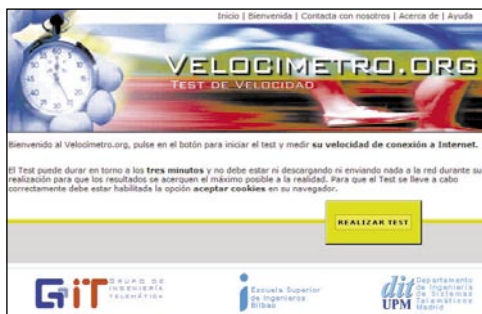 Inicio | Bienvenida | Contacta con nosotros | Acerca de | Ayuda
VELOCIMETRO.ORG
TEST DE VELOCIDAD
Bienvenido al Velocimetro.org, pulse en el botón para iniciar el test y medir su velocidad de conexión a Internet.
El Test puede durar en torno a los tres minutos y no debe estar ni descargando ni enviando nada a la red durante su
realización para que los resultados se acerquen el máximo posible a la realidad. Para que el Test se lleve a cabo
correctamente debe estar habilitada la opción aceptar cookies en su navegador.
REALIZAR TEST
GiT
GRUPO DE
INGENIERÍA
TELEMÁTICA
Escuela Superior
de Ingenieros
Bilbao
dit
UPM
Departamento
de Ingeniería
de Sistemas
Telemáticos
Madrid